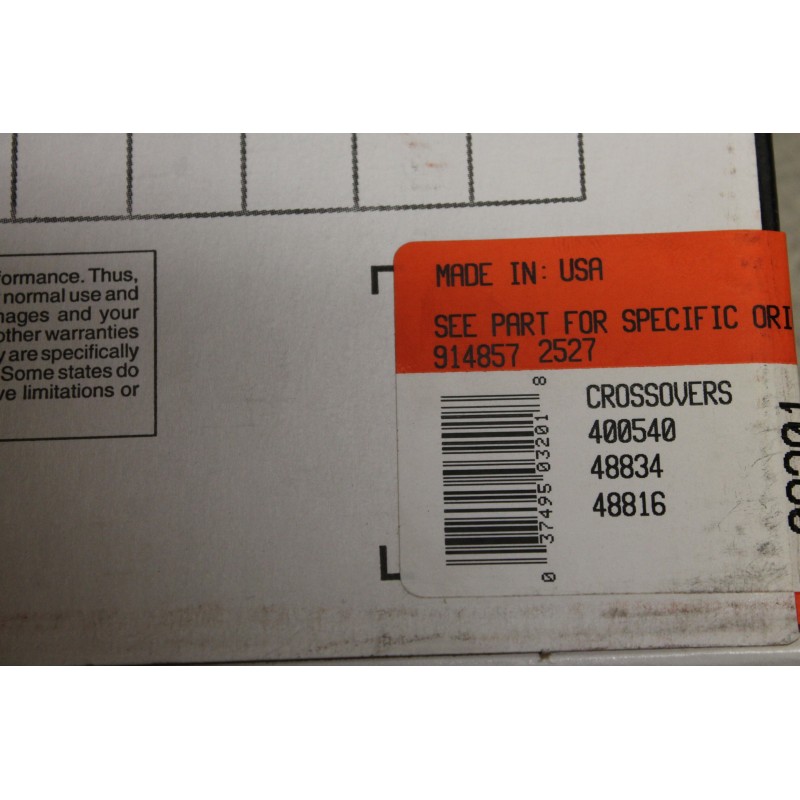 formance. Thus,
normal use and
mages and your
other warranties
y are specifically
Some states do
ve limitations or
MADE IN: USA
SEE PART FOR SPECIFIC ORI
914857 2527
CROSSOVERS
400540
48834
48816
0 37495 03201 8